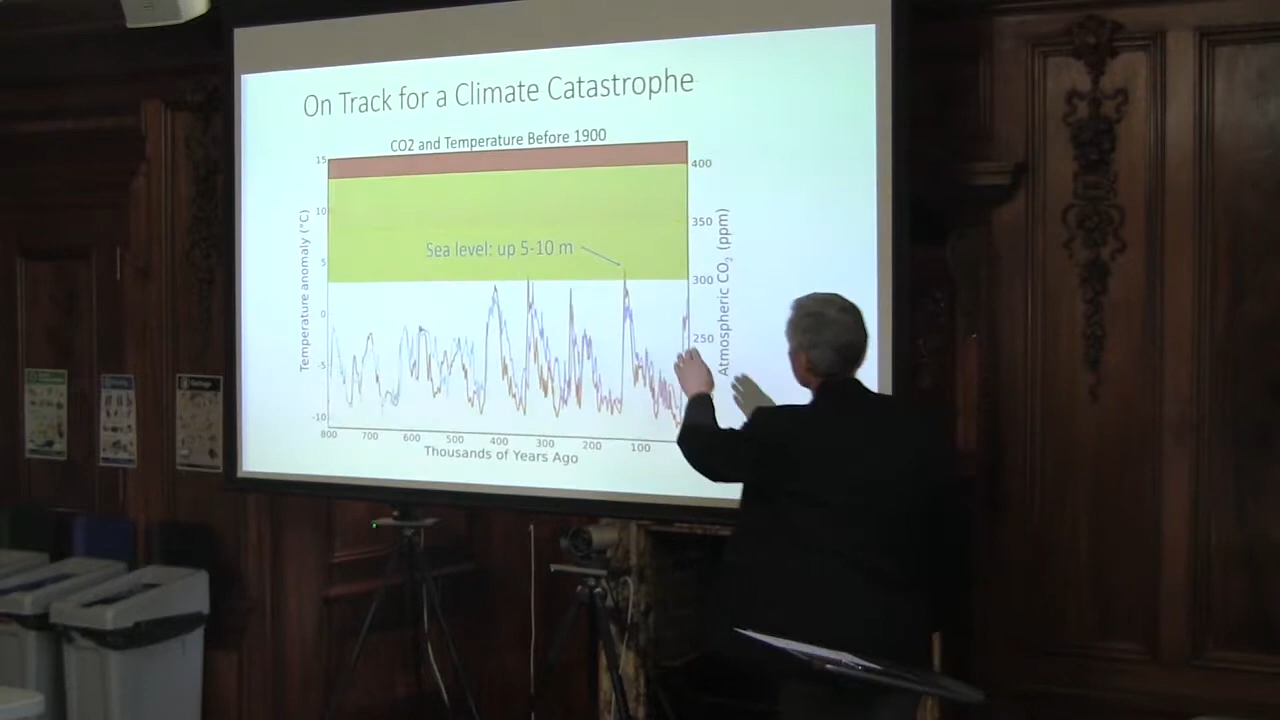 On Track for a Climate Catastrophe
CO2 and Temperature Before 1900
15
10
5
0
-5
-10
Temperature anomaly (°C)
Sea level: up 5-10 m
400
350
300
250
Atmospheric CO₂ (ppm)
800 700 600 500 400 300 200 100
Thousands of Years Ago